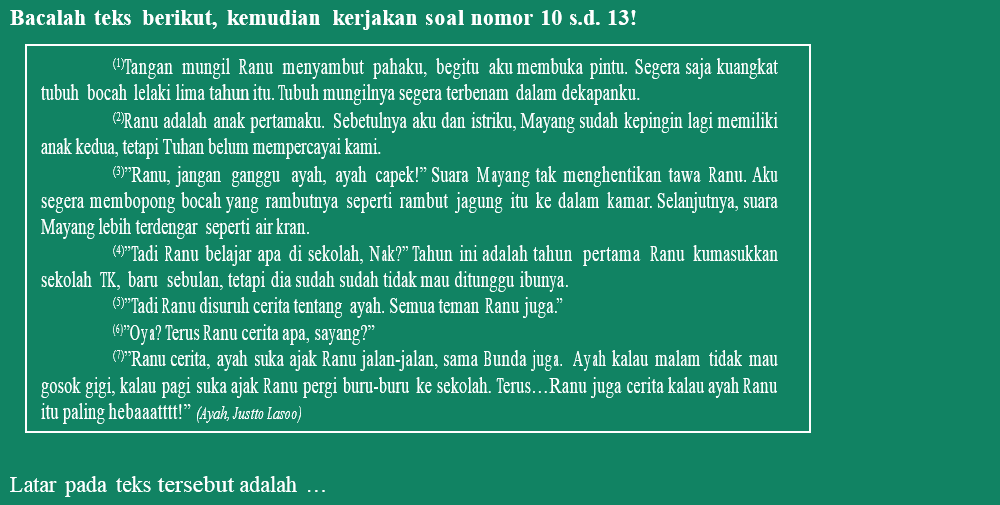 Bacalah teks berikut, kemudian kerjakan soal nomor 10 s.d. 13!
(1)Tangan mungil Ranu menyambut pahaku, begitu aku membuka pintu. Segera saja kuangkat
tubuh bocah lelaki lima tahun itu. Tubuh mungilnya segera terbenam dalam dekapanku.
(2)Ranu adalah anak pertamaku. Sebetulnya aku dan istriku, Mayang sudah kepingin lagi memiliki
anak kedua, tetapi Tuhan belum mempercayai kami.
(3)”Ranu, jangan ganggu ayah, ayah capek!” Suara Mayang tak menghentikan tawa Ranu. Aku
segera membopong bocah yang rambutnya seperti rambut jagung itu ke dalam kamar. Selanjutnya, suara
Mayang lebih terdengar seperti air kran.
(4)”Tadi Ranu belajar apa di sekolah, Nak?” Tahun ini adalah tahun pertama Ranu kumasukkan
sekolah TK, baru sebulan, tetapi dia sudah sudah tidak mau ditunggu ibunya.
(5)”Tadi Ranu disuruh cerita tentang ayah. Semua teman Ranu juga.”
(6)”Oya? Terus Ranu cerita apa, sayang?”
(7)”Ranu cerita, ayah suka ajak Ranu jalan-jalan, sama Bunda juga. Ayah kalau malam tidak mau
gosok gigi, kalau pagi suka ajak Ranu pergi buru-buru ke sekolah. Terus…Ranu juga cerita kalau ayah Ranu
itu paling hebaaatttt!” (Ayah, Justto Lasoo)
Latar pada teks tersebut adalah …